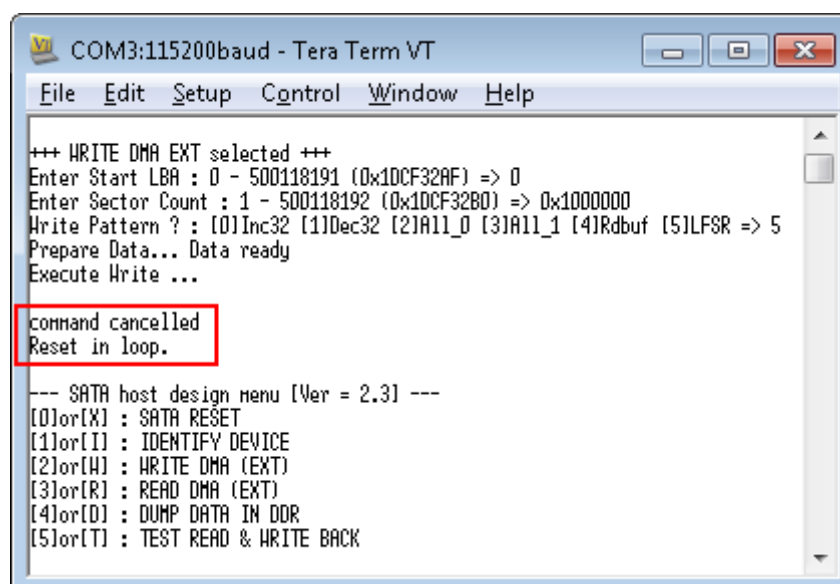 COM3:115200baud - Tera Term VT
File Edit Setup Control Window Help
+++ WRITE DMA EXT selected +++
Enter Start LBA : 0 - 500118191 (0x1DCF32AF) => 0
Enter Sector Count : 1 - 500118192 (0x1DCF32B0) => 0x1000000
Write Pattern ? : [0]Inc32 [1]Dec32 [2]All_0 [3]All_1 [4]Rdbuf [5]LFSR => 5
Prepare Data... Data ready
Execute Write ...
command cancelled
Reset in loop.
--- SATA host design menu [Ver = 2.3] ---
[0]or[X] : SATA RESET
[1]or[I] : IDENTIFY DEVICE
[2]or[W] : WRITE DMA (EXT)
[3]or[R] : READ DMA (EXT)
[4]or[D] : DUMP DATA IN DDR
[5]or[T] : TEST READ & WRITE BACK